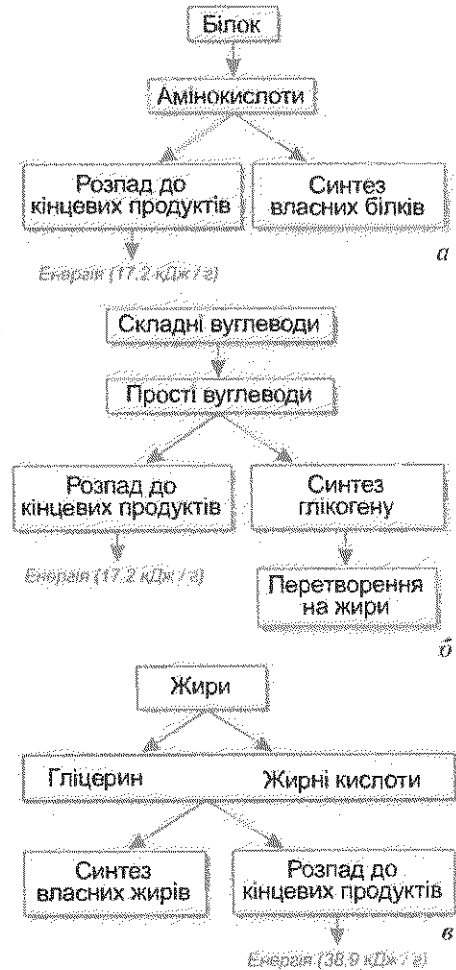 Білок
Амінокислоти
Розпад до
кінцевих продуктів
Синтез
власних білків
а
Енергія (17,2 кДж / г)
Складні вуглеводи
Прості вуглеводи
Розпад до
кінцевих продуктів
Синтез
глікогену
Енергія (17,2 кДж / г)
Перетворення
на жири
б
Жири
Гліцерин
Жирні кислоти
Синтез
власних жирів
Розпад до
кінцевих продуктів
в
Енергія (38,9 кДж / г)